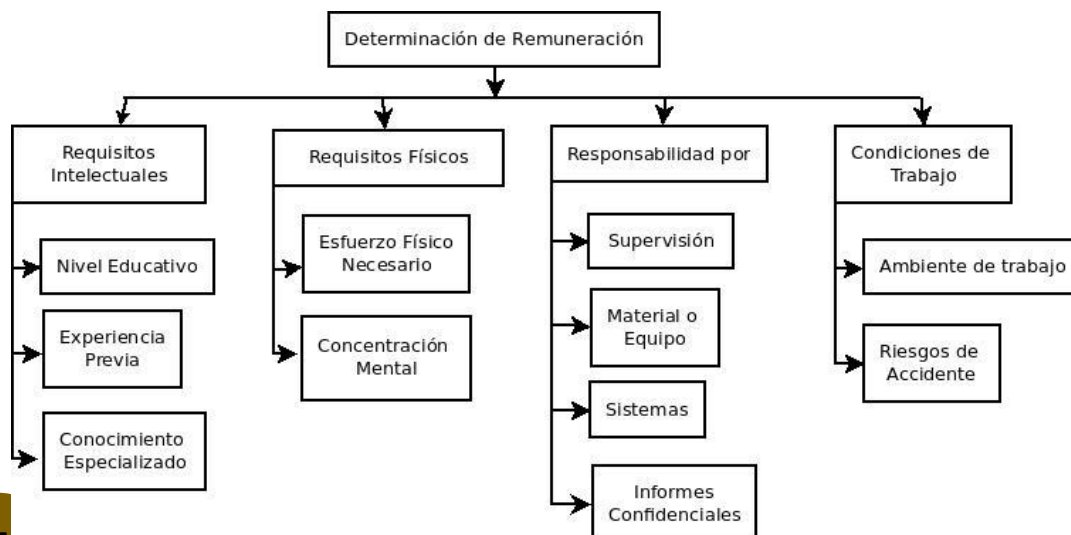 Determinación de Remuneración
Requisitos
Intelectuales
Nivel Educativo
Experiencia
Previa
Conocimiento
Especializado
Requisitos Físicos
Esfuerzo Físico
Necesario
Concentración
Mental
Responsabilidad por
Supervisión
Material o
Equipo
Sistemas
Informes
Confidenciales
Condiciones de
Trabajo
Ambiente de trabajo
Riesgos de
Accidente